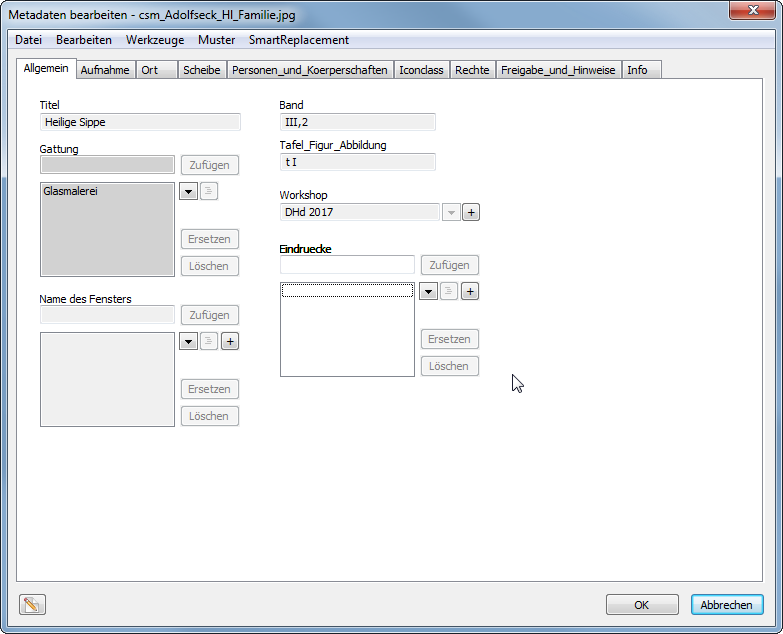 Metadaten bearbeiten - csm_Adolfseck_Hl_Familie.jpg
Datei Bearbeiten Werkzeuge Muster SmartReplacement
Allgemein Aufnahme Ort Scheibe Personen_und_Koerperschaften Iconclass Rechte Freigabe_und_Hinweise Info
Titel
Heilige Sippe
Gattung
Zufügen
Glasmalerei
Ersetzen
Löschen
Name des Fensters
Zufügen
+
Ersetzen
Löschen
Band
III,2
Tafel_Figur_Abbildung
t I
Workshop
DHd 2017
+
Eindruecke
Zufügen
+
Ersetzen
Löschen
OK Abbrechen